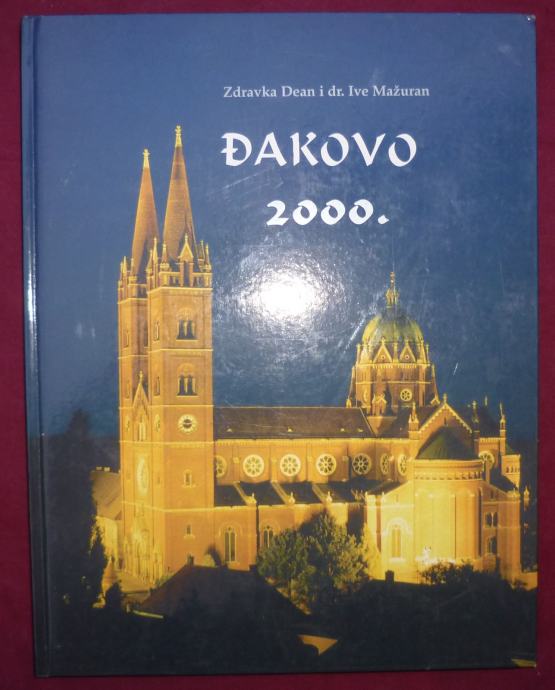 Zdravka Dean i dr. Ive Mažuran
ĐAKOVO
2000.